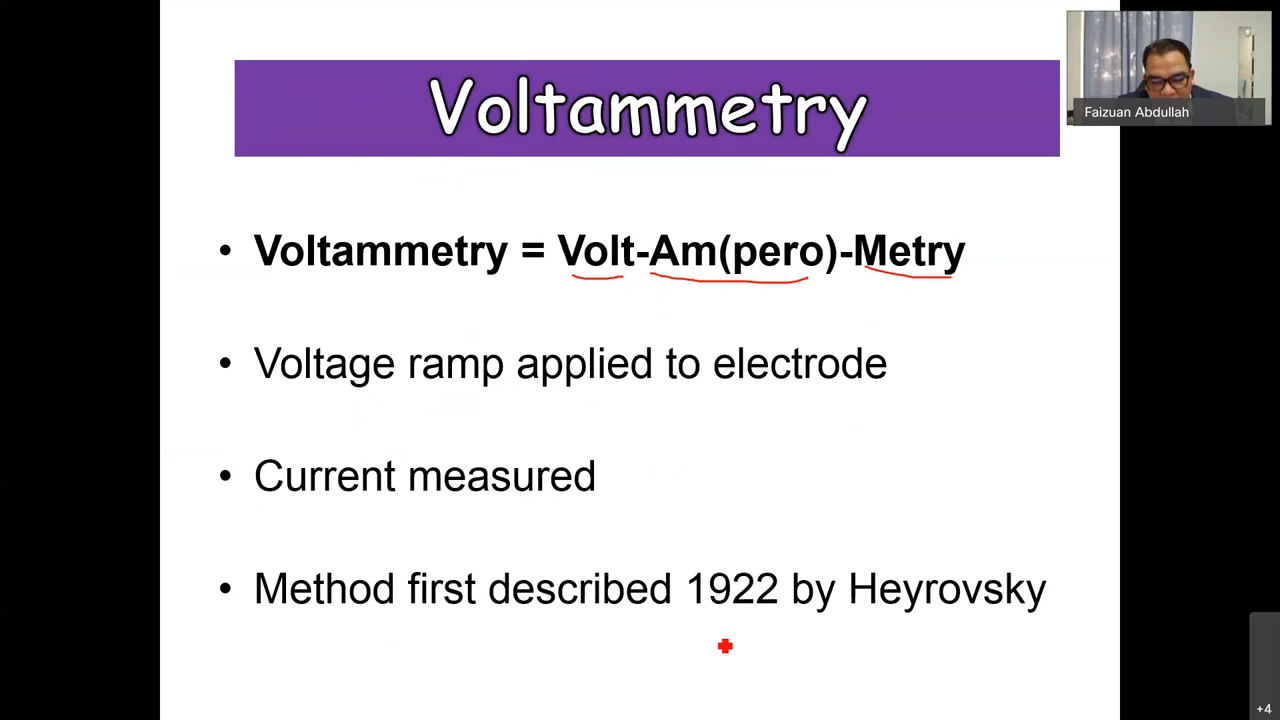 Voltammetry
Faizuan Abdullah
• Voltammetry = Volt-Am(pero)-Metry
• Voltage ramp applied to electrode
• Current measured
• Method first described 1922 by Heyrovsky
+4